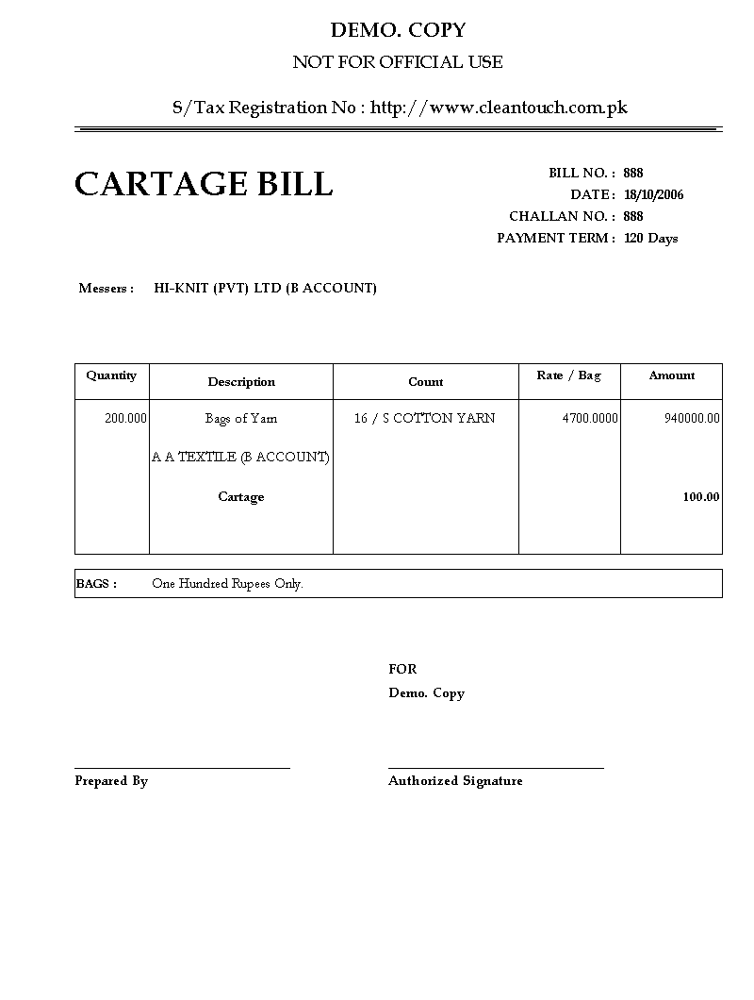 DEMO. COPY
NOT FOR OFFICIAL USE
S/Tax Registration No : http://www.cleantouch.com.pk
CARTAGE BILL
BILL NO. : 888
DATE : 18/10/2006
CHALLAN NO. : 888
PAYMENT TERM : 120 Days
Messers : HI-KNIT (PVT) LTD (B ACCOUNT)
Quantity Description Count Rate / Bag Amount
200.000 Bags of Yarn 16 / S COTTON YARN 4700.0000 940000.00
A A TEXTILE (B ACCOUNT)
Cartage 100.00
BAGS : One Hundred Rupees Only.
FOR
Demo. Copy
Prepared By Authorized Signature